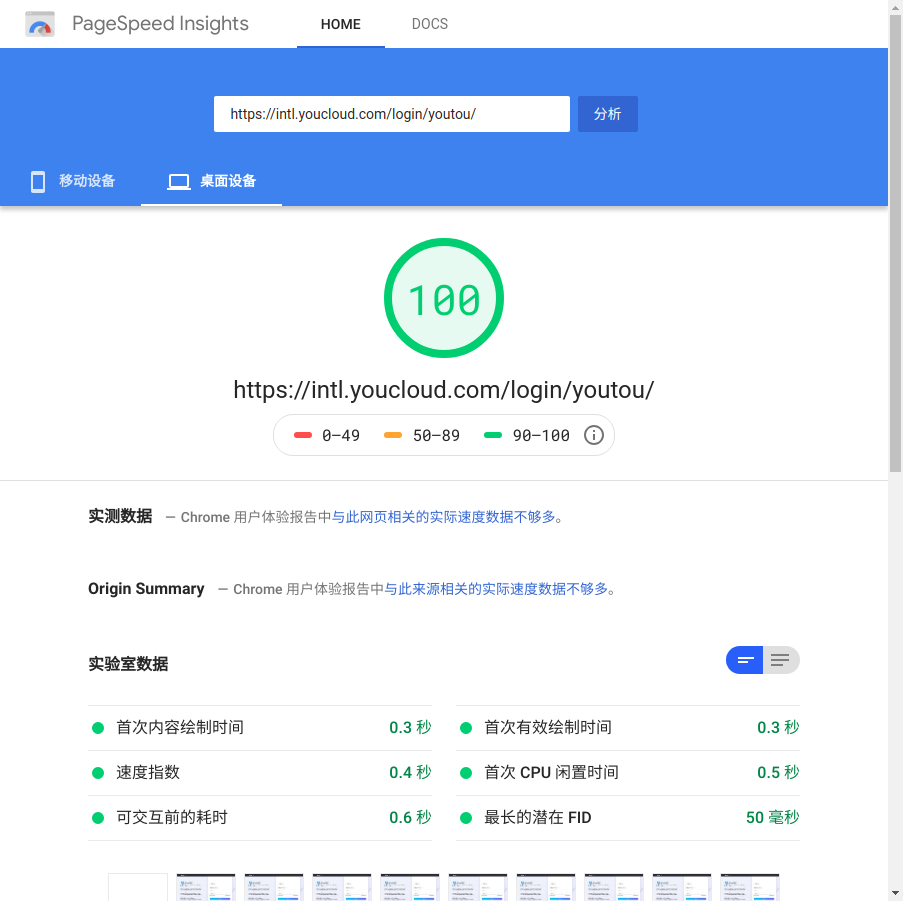 PageSpeed Insights HOME DOCS
https://intl.youcloud.com/login/youtou/ 分析
移动设备 桌面设备
100
https://intl.youcloud.com/login/youtou/
0–49 50–89 90–100
实测数据 — Chrome 用户体验报告中与此网页相关的实际速度数据不够多。
Origin Summary — Chrome 用户体验报告中与此来源相关的实际速度数据不够多。
实验室数据
首次内容绘制时间 0.3 秒 首次有效绘制时间 0.3 秒
速度指数 0.4 秒 首次 CPU 闲置时间 0.5 秒
可交互前的耗时 0.6 秒 最长的潜在 FID 50 毫秒